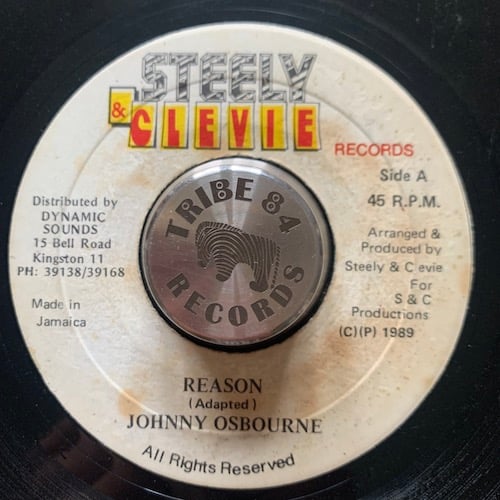 STEELY
& CLEVIE
RECORDS
Side A
45 R.P.M.
Distributed by
DYNAMIC
SOUNDS
15 Bell Road
Kingston 11
PH: 39138/39168
Made in
Jamaica
Arranged &
Produced by
Steely & C evie
For
S & C
Productions
(C)(P) 1989
TRIBE 84
RECORDS
REASON
(Adapted)
JOHNNY OSBOURNE
All Rights Reserved